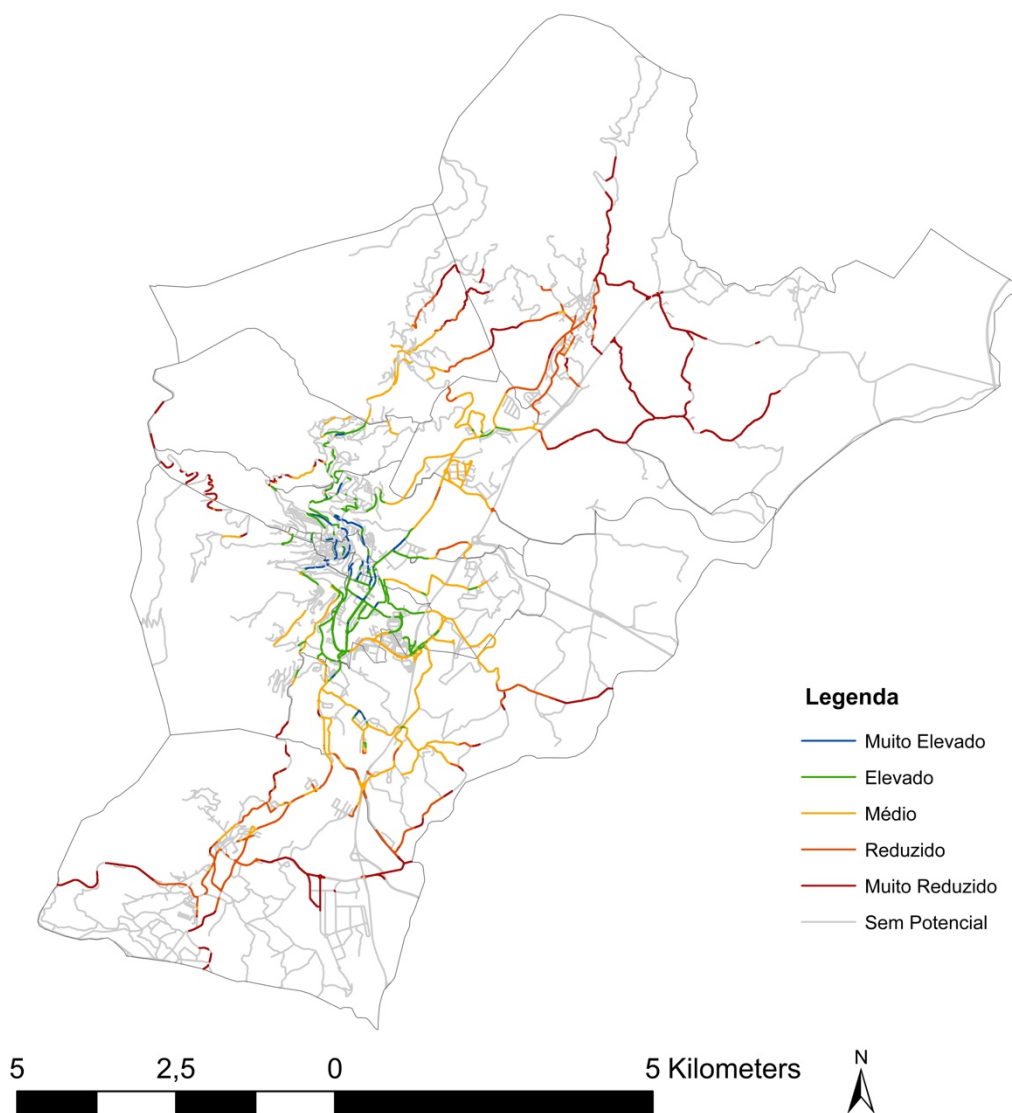 Legenda
Muito Elevado
Elevado
Médio
Reduzido
Muito Reduzido
Sem Potencial
5 2,5 0 5 Kilometers
N